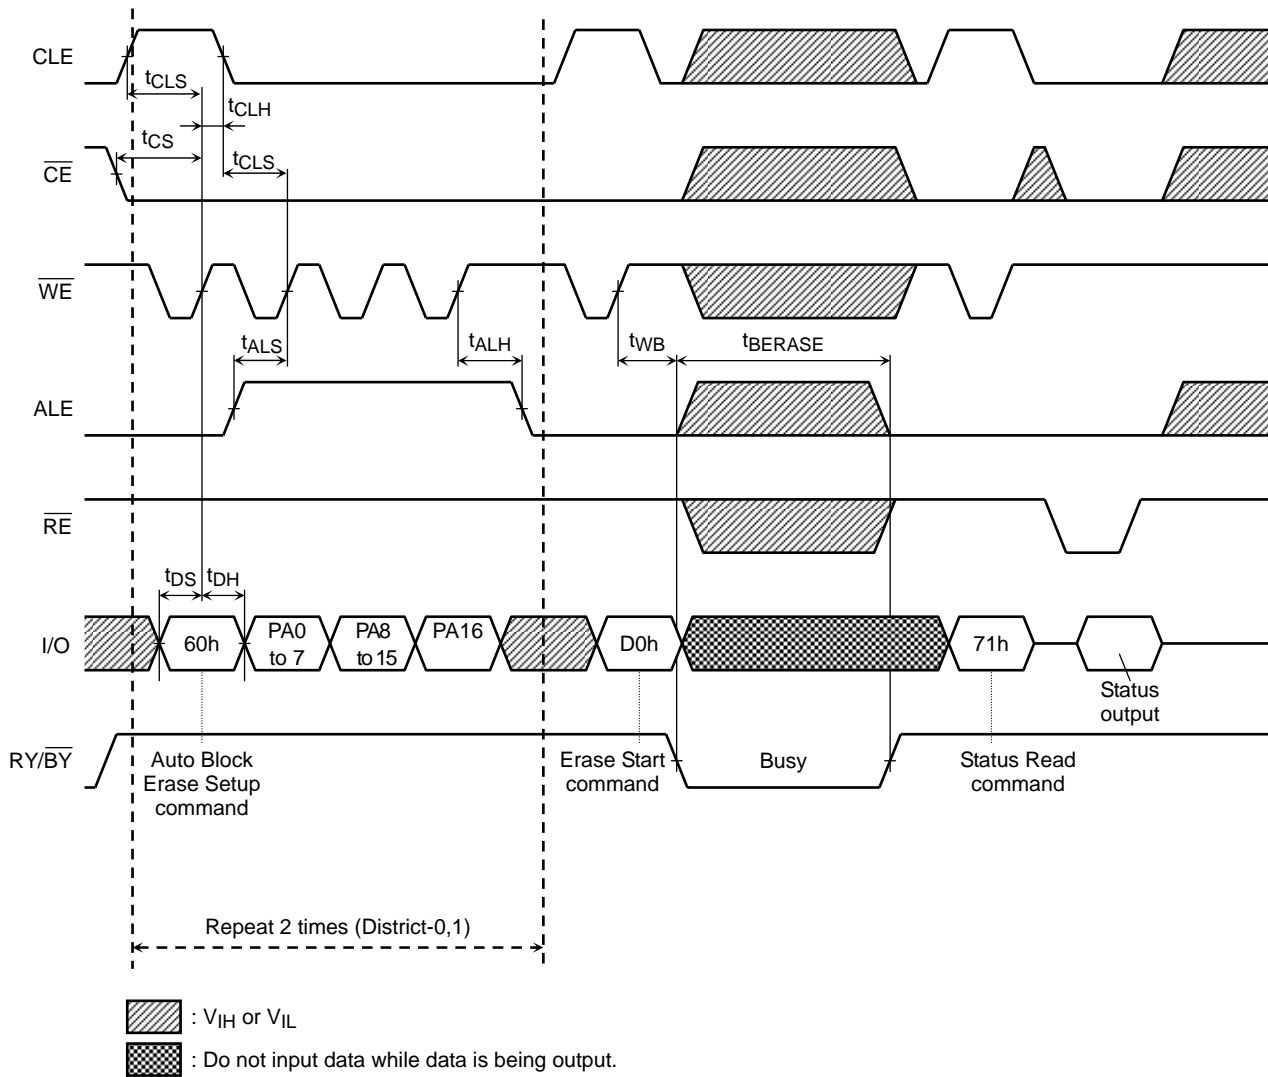 CLE
tCLS
tCLH
tCS
CE
tCLS
WE
tALS
tALH
tWB
tBERASE
ALE
RE
tDS
tDH
I/O
60h
PA0
to 7
PA8
to 15
PA16
D0h
71h
Status
output
RY/BY
Auto Block
Erase Setup
command
Erase Start
command
Busy
Status Read
command
Repeat 2 times (District-0,1)
: VIH or VIL
: Do not input data while data is being output.